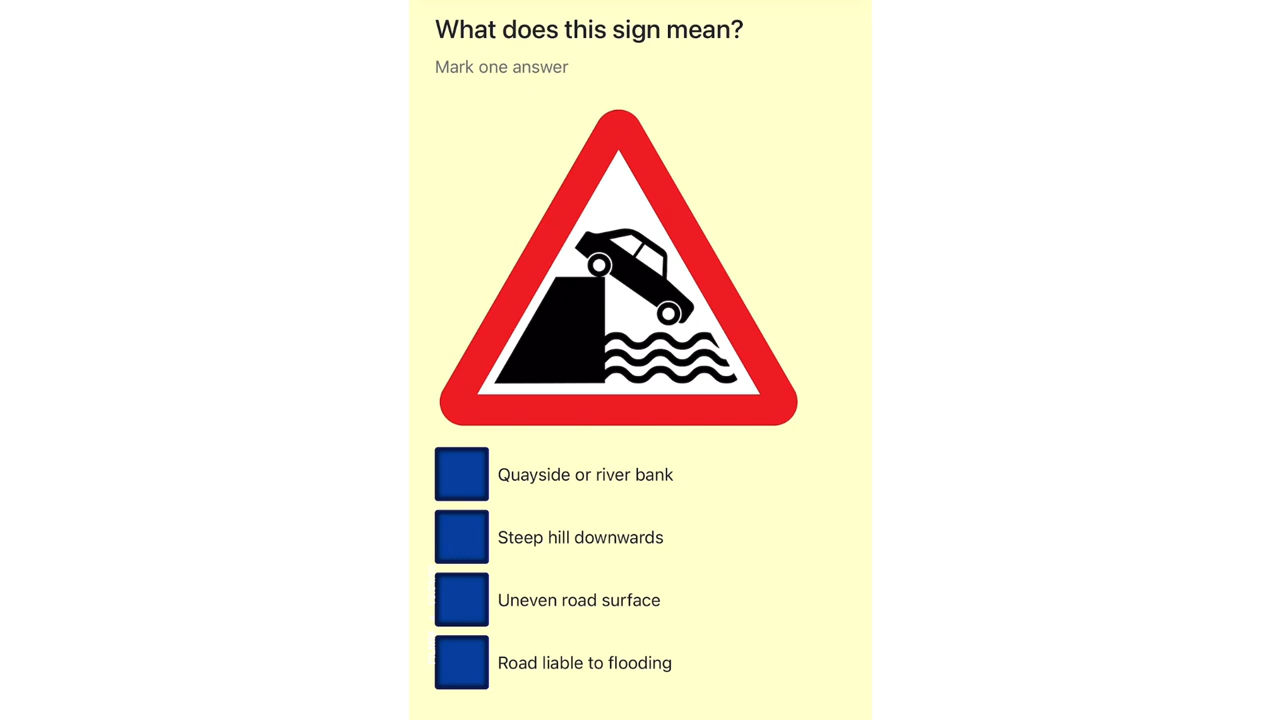 What does this sign mean?
Mark one answer
Quayside or river bank
Steep hill downwards
Uneven road surface
Road liable to flooding